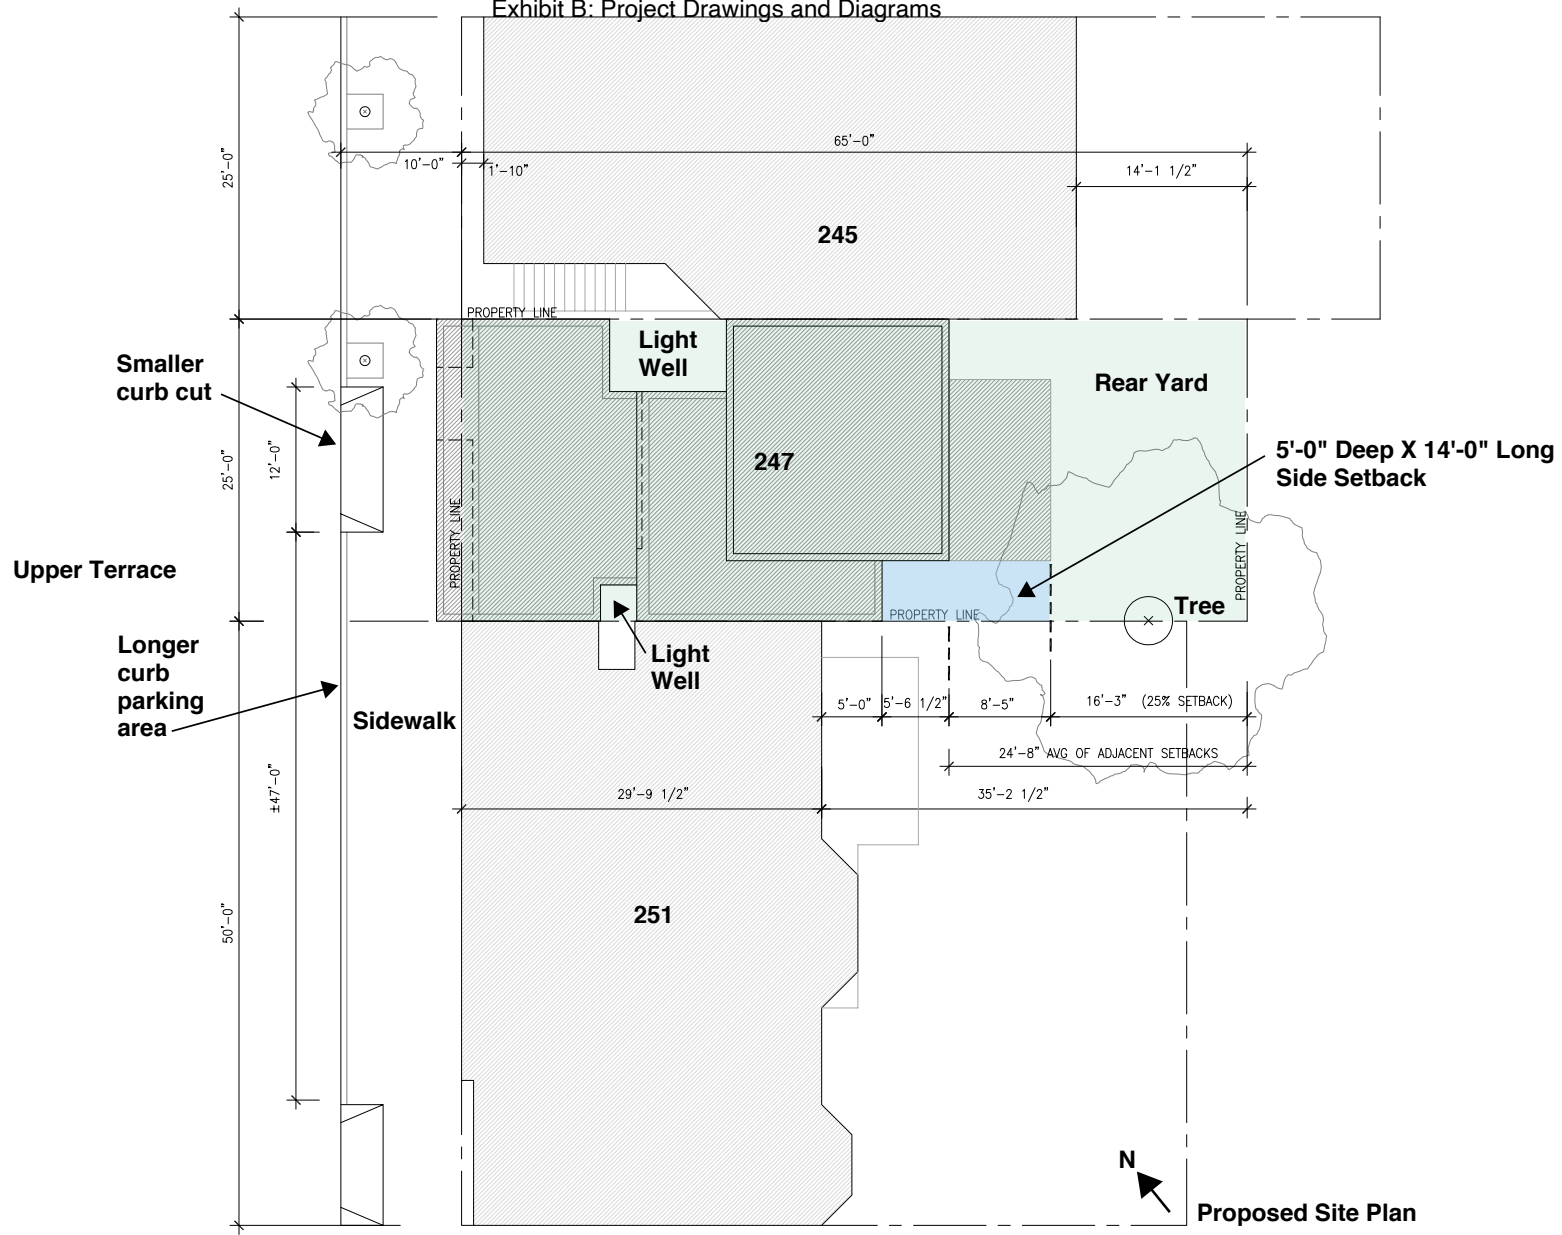 Exhibit B: Project Drawings and Diagrams
65'-0"
10'-0"
1'-10"
14'-1 1/2"
25'-0"
245
PROPERTY LINE
Light
Well
Smaller
curb cut
Rear Yard
12'-0"
25'-0"
247
5'-0" Deep X 14'-0" Long
Side Setback
PROPERTY LINE
PROPERTY LINE
Upper Terrace
PROPERTY LINE
Tree
Longer
curb
parking
area
Light
Well
Sidewalk
5'-0"
5'-6 1/2"
8'-5"
16'-3" (25% SETBACK)
24'-8" AVG OF ADJACENT SETBACKS
±47'-0"
29'-9 1/2"
35'-2 1/2"
50'-0"
251
N
Proposed Site Plan